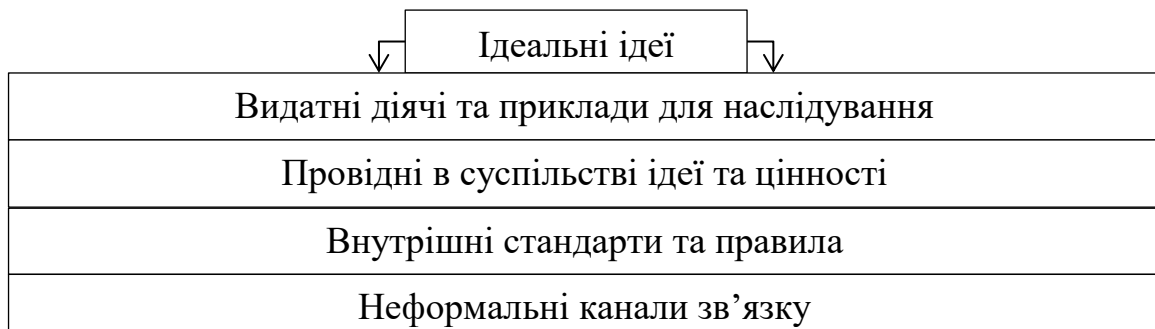 Ідеальні ідеї
Видатні діячі та приклади для наслідування
Провідні в суспільстві ідеї та цінності
Внутрішні стандарти та правила
Неформальні канали зв’язку